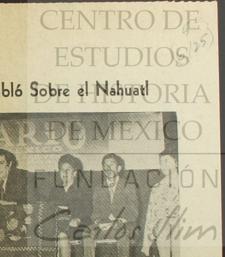 CENTRO DE
ESTUDIOS
bló Sobre el Nahuatl
DE HISTORIA
DE MEXICO
FUNDACIÓN
Carlos Slim